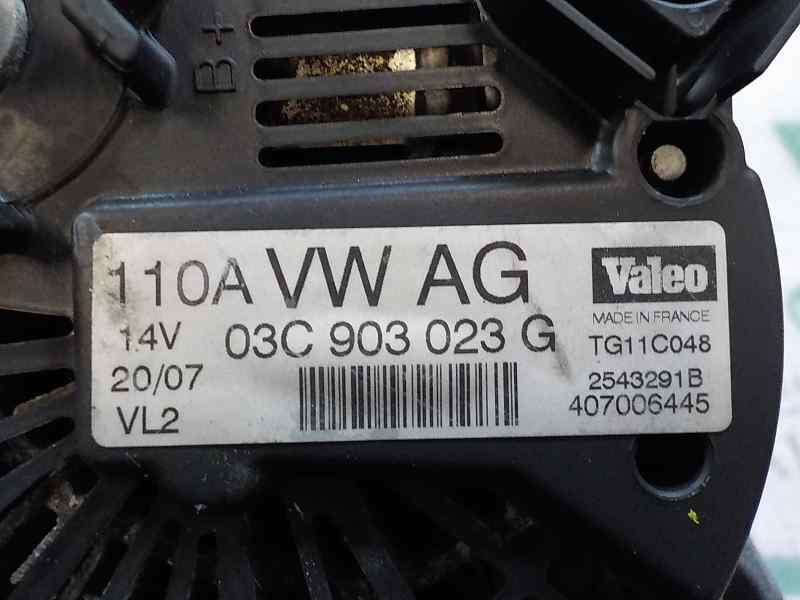 B+
110A VW AG
14V 03C 903 023 G
20/07
VL2
Valeo
MADE IN FRANCE
TG11C048
2543291B
407006445